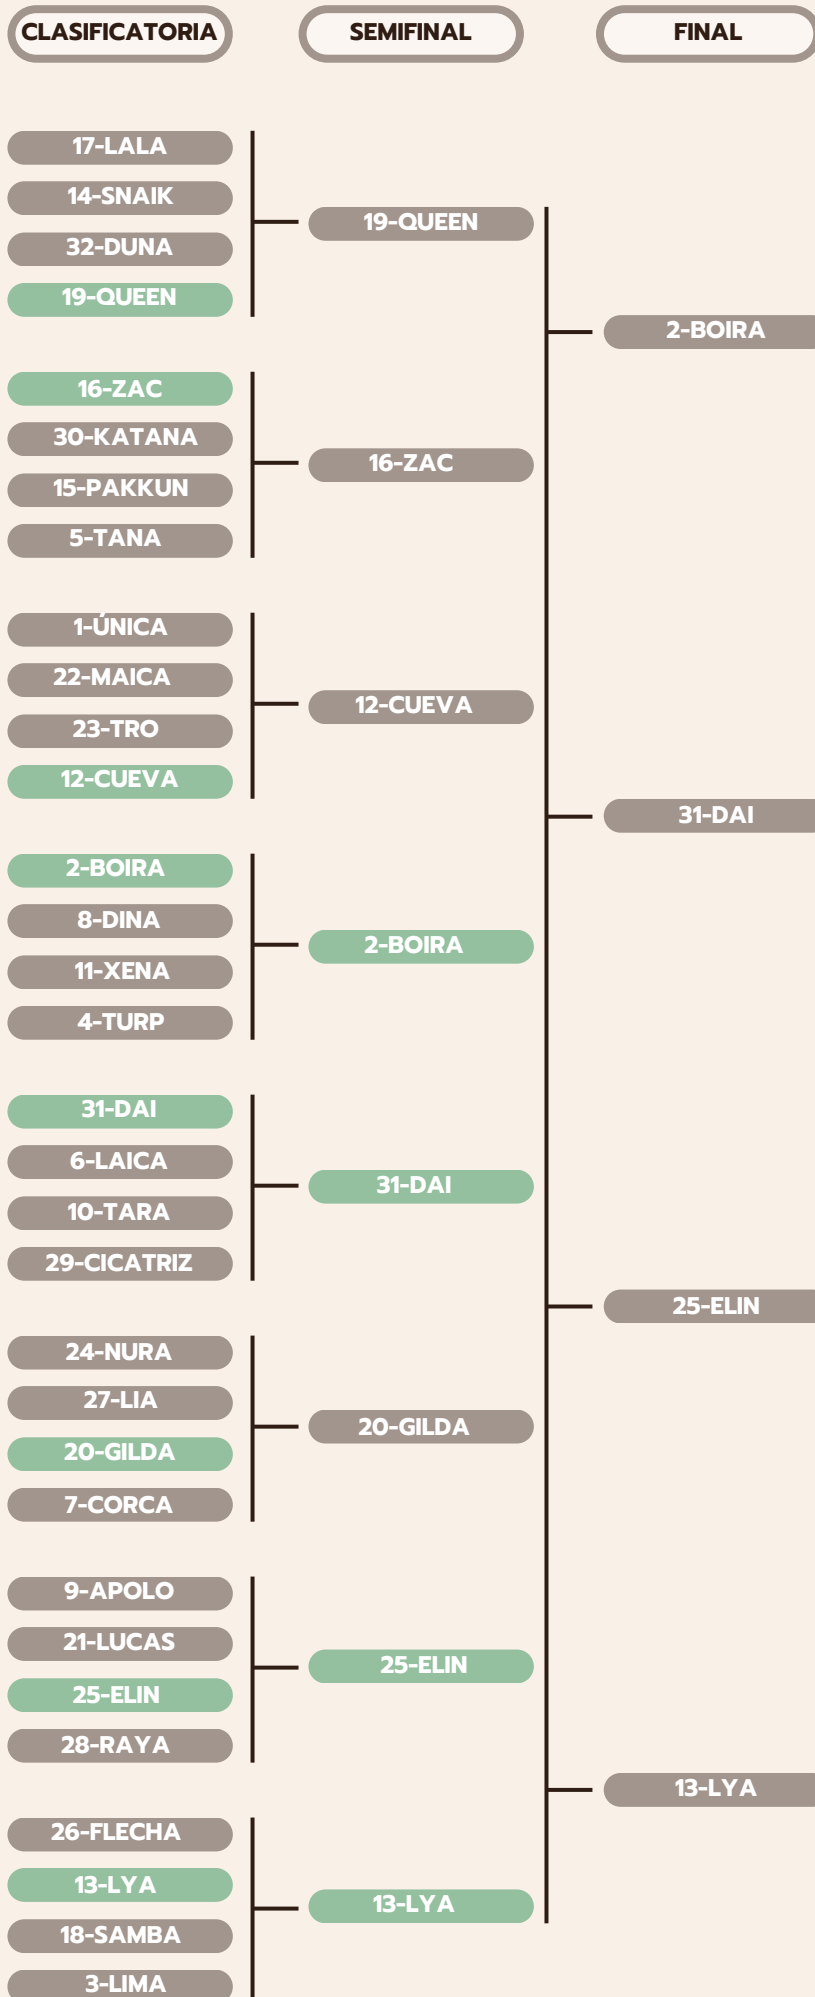 CLASIFICATORIA
SEMIFINAL
FINAL
17-LALA
14-SNAIK
32-DUNA
19-QUEEN
16-ZAC
30-KATANA
15-PAKKUN
5-TANA
1-ÚNICA
22-MAICA
23-TRO
12-CUEVA
2-BOIRA
8-DINA
11-XENA
4-TURP
31-DAI
6-LAICA
10-TARA
29-CICATRIZ
24-NURA
27-LIA
20-GILDA
7-CORCA
9-APOLO
21-LUCAS
25-ELIN
28-RAYA
26-FLECHA
13-LYA
18-SAMBA
3-LIMA
19-QUEEN
16-ZAC
12-CUEVA
2-BOIRA
31-DAI
20-GILDA
25-ELIN
13-LYA
2-BOIRA
31-DAI
25-ELIN
13-LYA